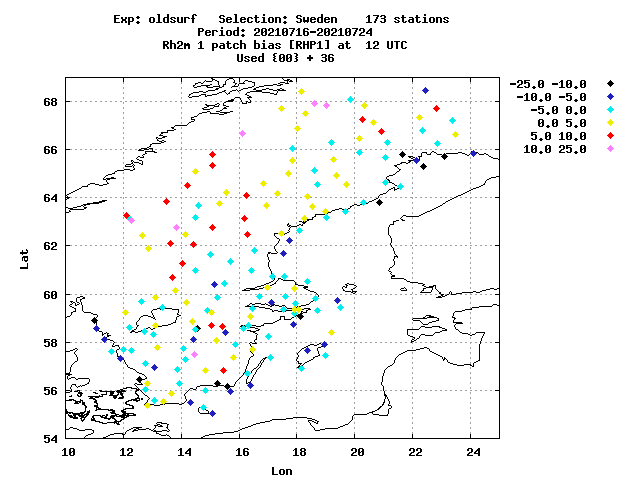 Exp: oldsurf   Selection: Sweden    173 stations
Period: 20210716-20210724
Rh2m 1 patch bias [RHP1] at  12 UTC
Used {00} + 36
-25.0 -10.0
-10.0 -5.0
-5.0 0.0
0.0 5.0
5.0 10.0
10.0 25.0
68
66
64
62
60
58
56
54
Lat
10 12 14 16 18 20 22 24
Lon